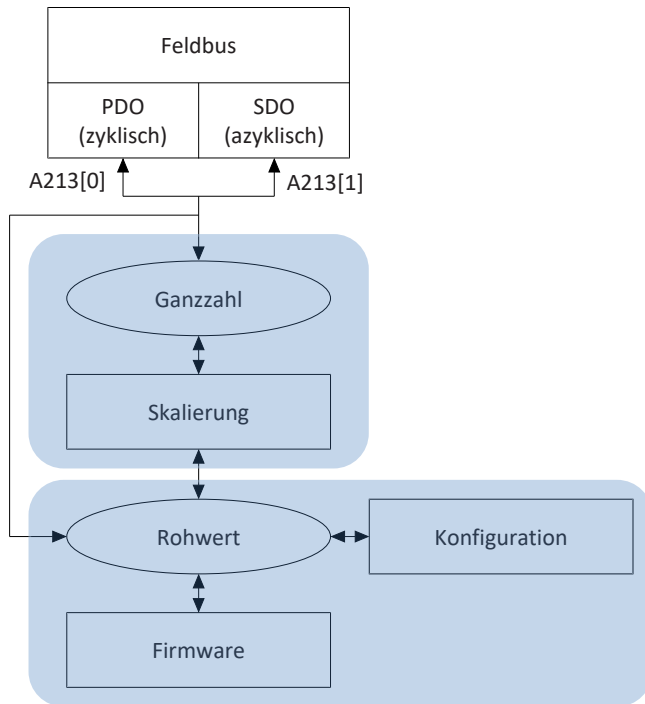 Feldbus
PDO
(zyklisch)
SDO
(azyklisch)
A213[0]
A213[1]
Ganzzahl
Skalierung
Rohwert
Konfiguration
Firmware